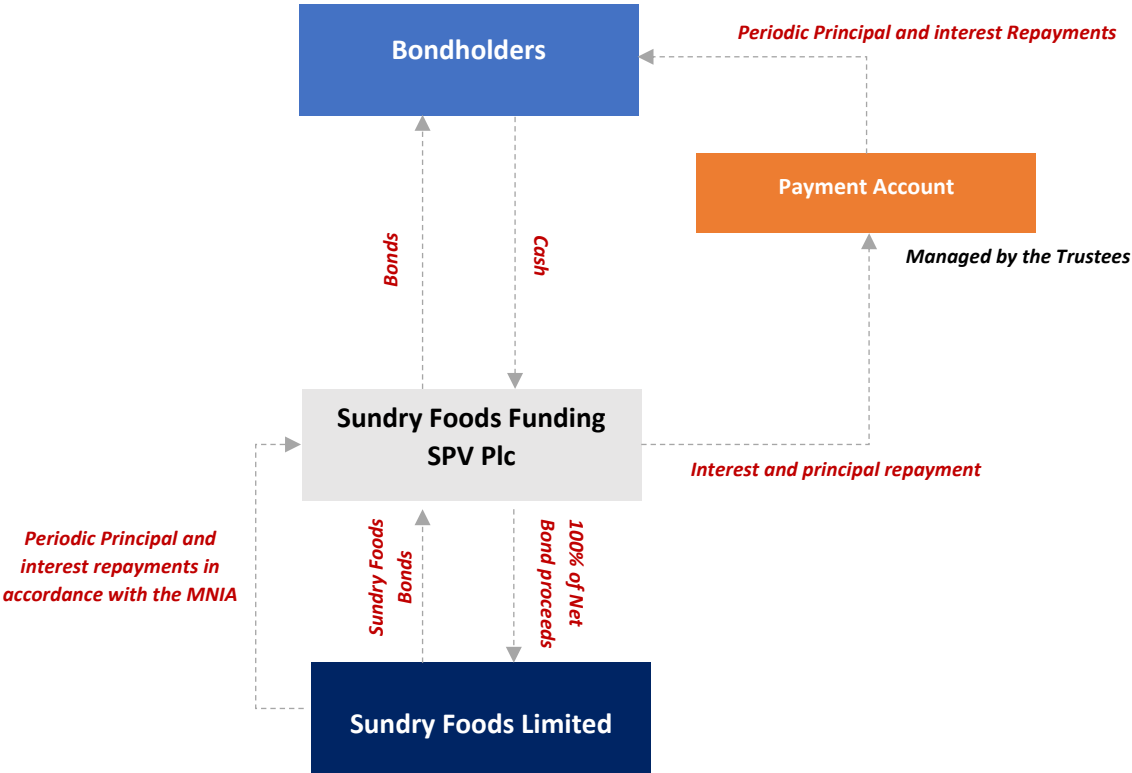 Periodic Principal and interest Repayments
Bondholders
Payment Account
Managed by the Trustees
Bonds
Cash
Sundry Foods Funding
SPV Plc
Interest and principal repayment
Periodic Principal and
interest repayments in
accordance with the MNIA
Sundry Foods
Bonds
100% of Net
Bond proceeds
Sundry Foods Limited